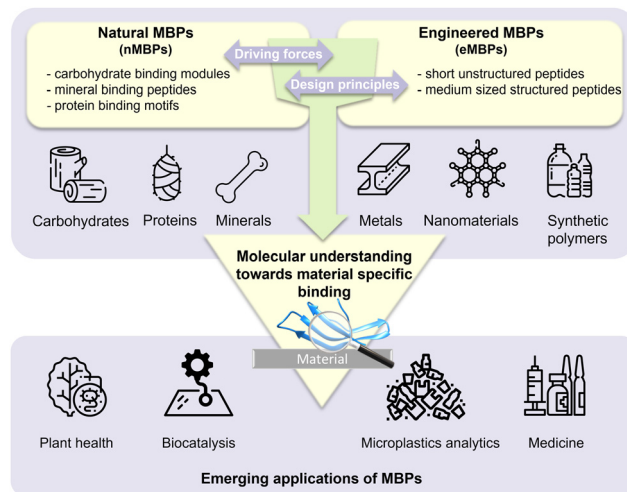 Natural MBPs
(nMBPs)
- carbohydrate binding modules
- mineral binding peptides
- protein binding motifs
Driving forces
Design principles
Engineered MBPs
(eMBPs)
- short unstructured peptides
- medium sized structured peptides
Carbohydrates
Proteins
Minerals
Metals
Nanomaterials
Synthetic
polymers
Molecular understanding
towards material specific
binding
Material
Plant health
Biocatalysis
Microplastics analytics
Medicine
Emerging applications of MBPs